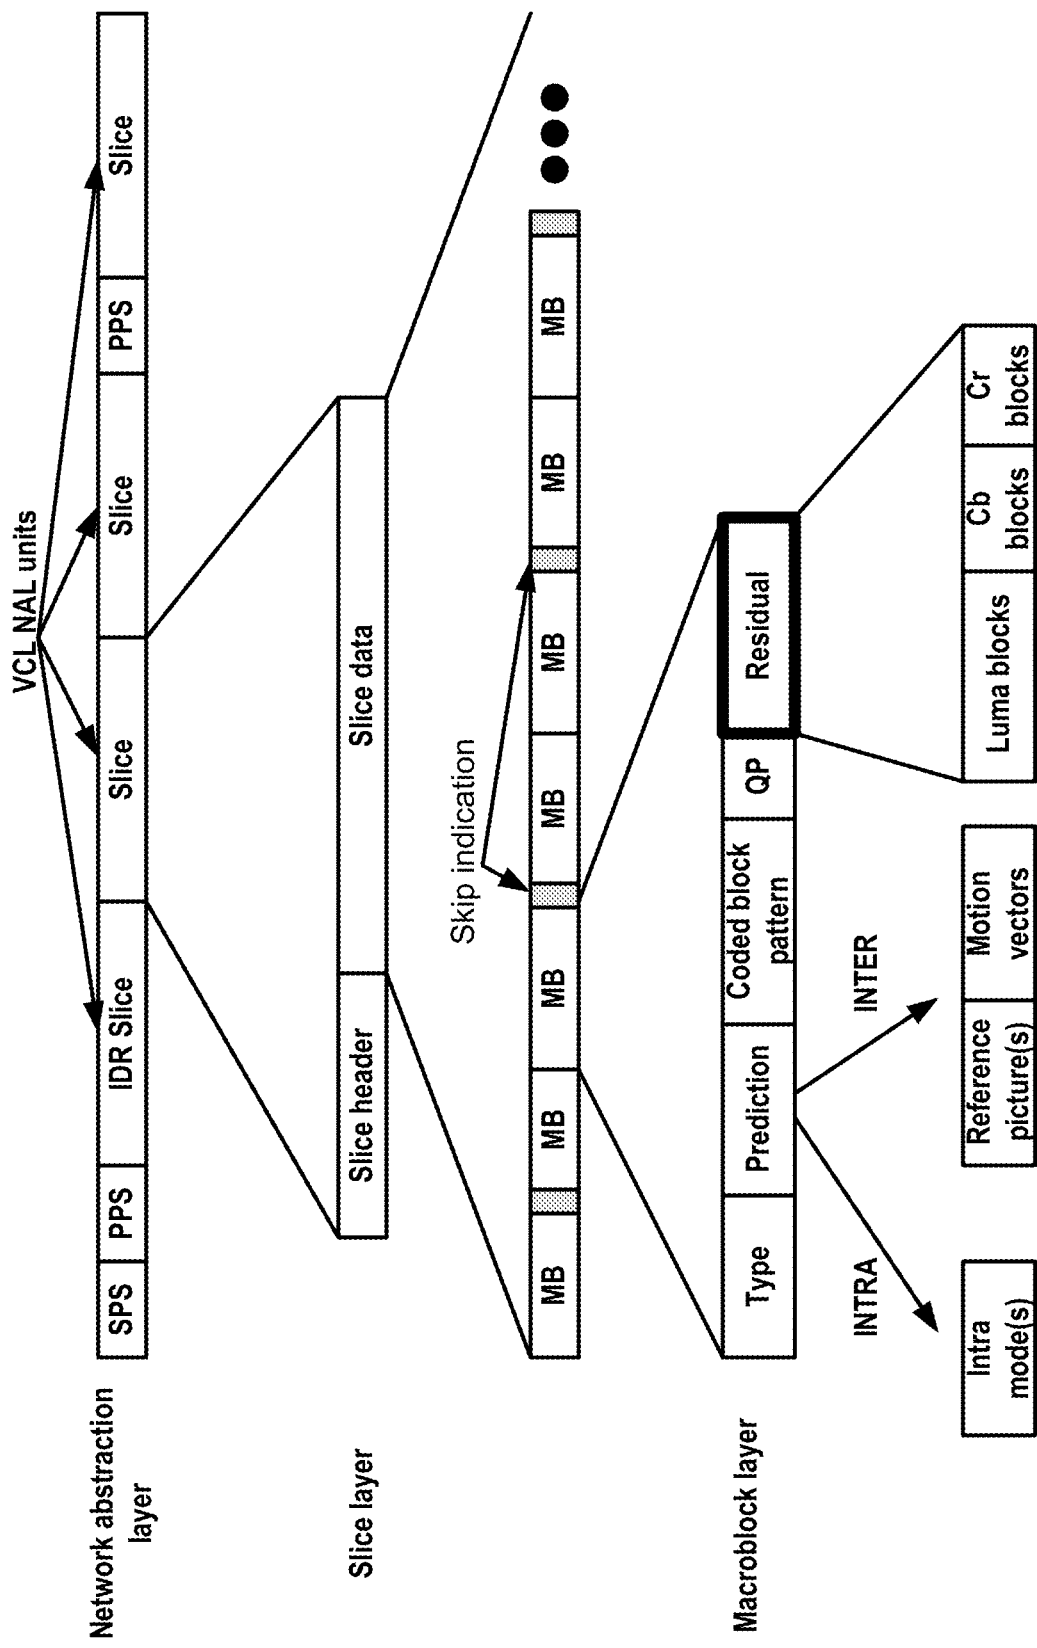 VCL NAL units
Network abstraction
layer
SPS
PPS
IDR Slice
Slice
Slice
PPS
Slice
Slice layer
Slice header
Slice data
Skip indication
MB
MB
MB
MB
MB
MB
MB
Macroblock layer
Type
Prediction
Coded block
pattern
QP
Residual
INTRA
INTER
Intra
mode(s)
Reference
picture(s)
Motion
vectors
Luma blocks
Cb
blocks
Cr
blocks